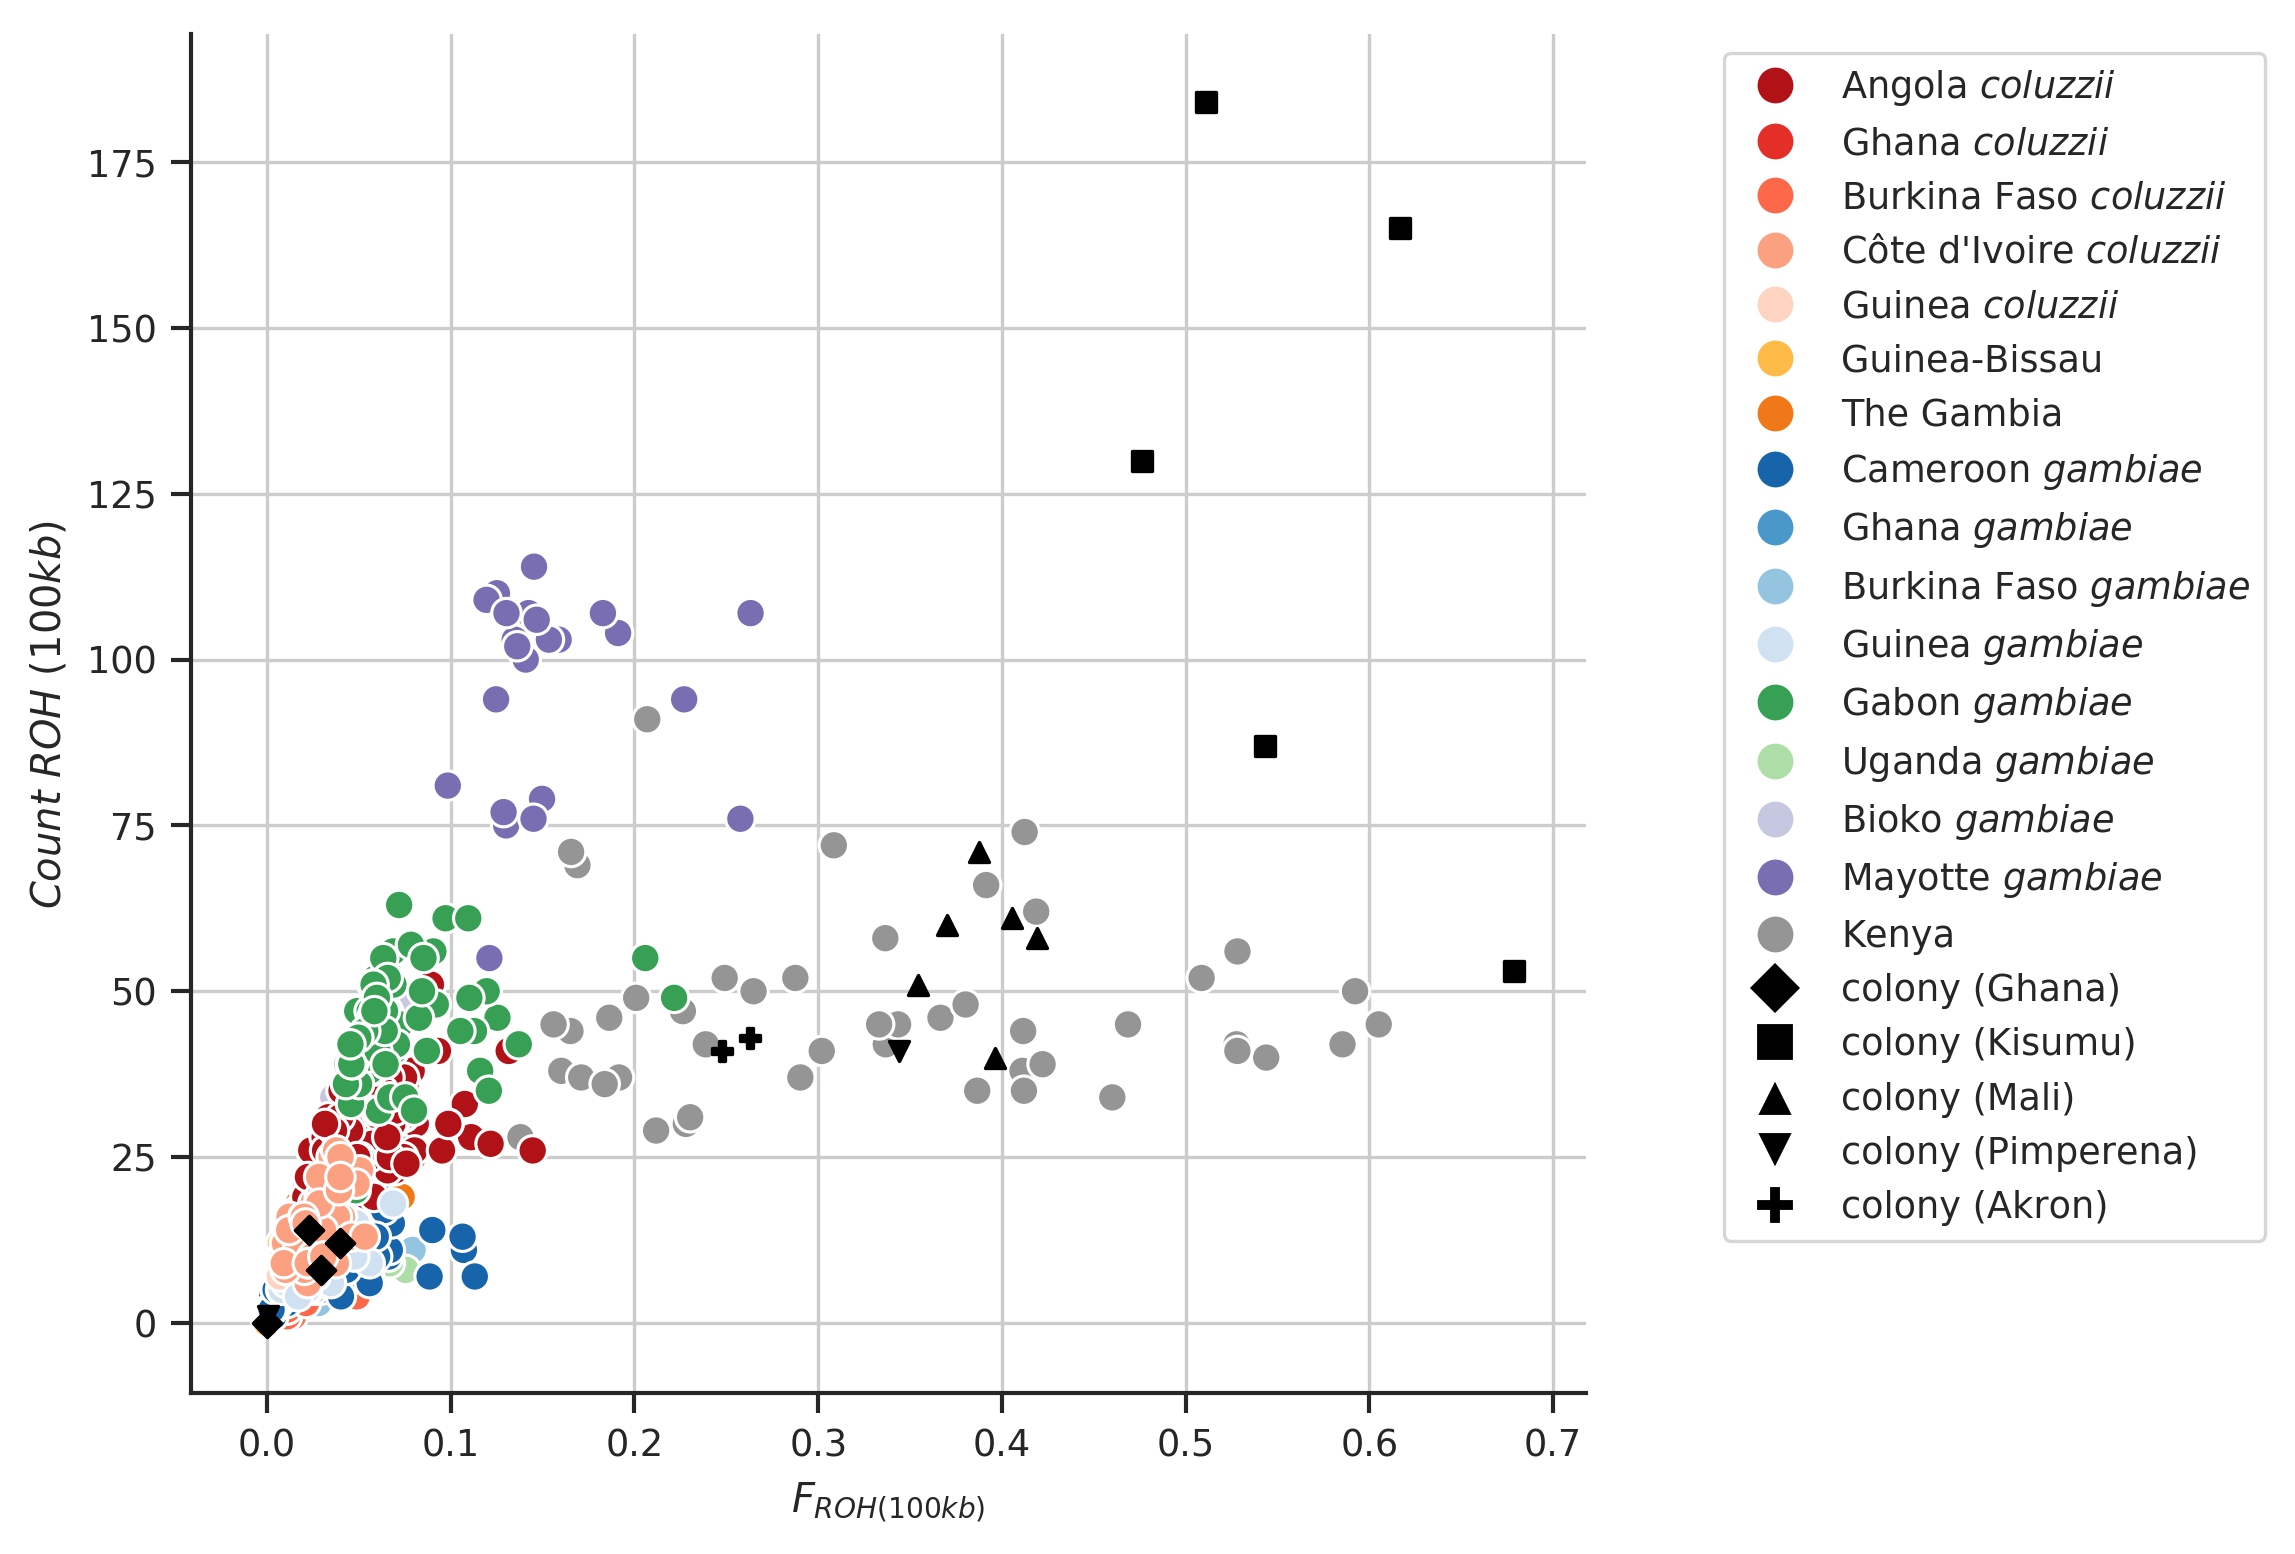 175
150
125
100
75
50
25
0
Count ROH (100kb)
0.0 0.1 0.2 0.3 0.4 0.5 0.6 0.7
F_ROH(100kb)
Angola coluzzii
Ghana coluzzii
Burkina Faso coluzzii
Côte d'Ivoire coluzzii
Guinea coluzzii
Guinea-Bissau
The Gambia
Cameroon gambiae
Ghana gambiae
Burkina Faso gambiae
Guinea gambiae
Gabon gambiae
Uganda gambiae
Bioko gambiae
Mayotte gambiae
Kenya
colony (Ghana)
colony (Kisumu)
colony (Mali)
colony (Pimperena)
colony (Akron)